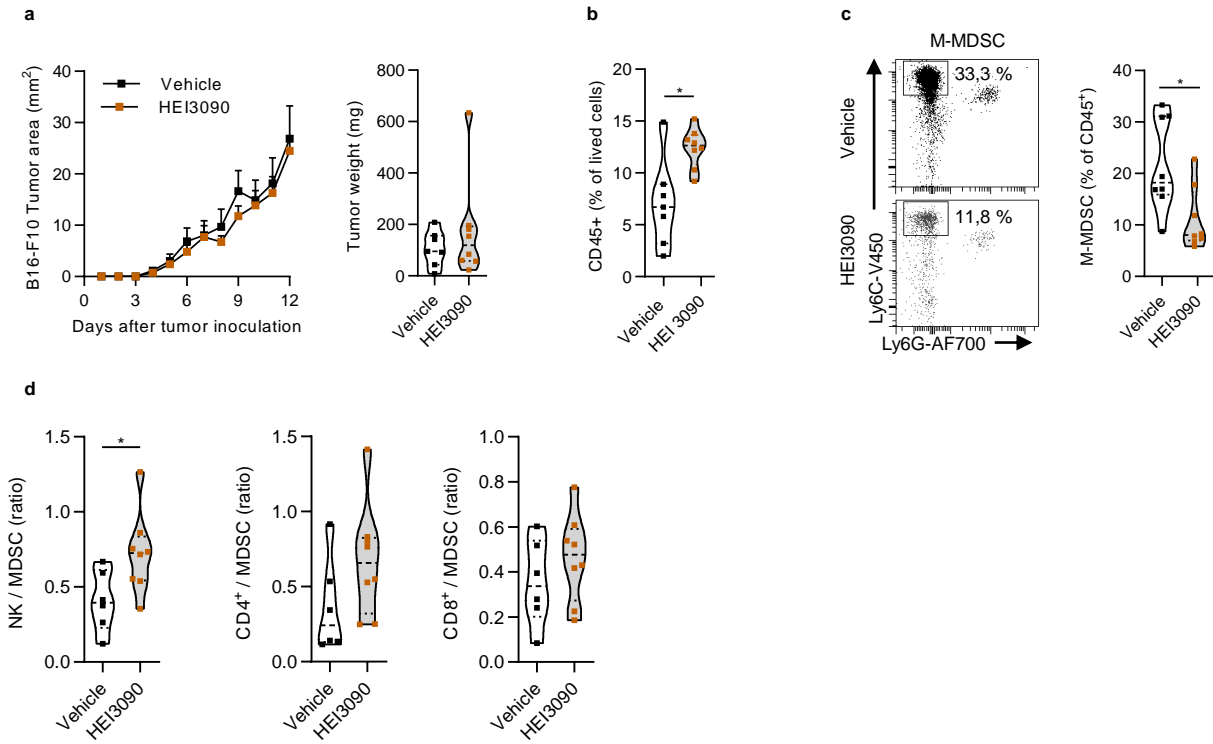 a
B16-F10 Tumor area (mm²)
40
30
20
10
0
Vehicle
HEI3090
0 3 6 9 12
Days after tumor inoculation
Tumor weight (mg)
800
600
400
200
0
Vehicle
HEI3090
b
CD45+ (% of lived cells)
20
15
10
5
0
*
Vehicle
HEI 3090
c
M-MDSC
Vehicle
33,3 %
HEI3090
11,8 %
Ly6C-V450
Ly6G-AF700
M-MDSC (% of CD45⁺)
40
30
20
10
0
*
Vehicle
HEI3090
d
NK / MDSC (ratio)
1.5
1.0
0.5
0.0
*
Vehicle
HEI3090
CD4⁺ / MDSC (ratio)
1.5
1.0
0.5
0.0
Vehicle
HEI3090
CD8⁺ / MDSC (ratio)
1.0
0.8
0.6
0.4
0.2
0.0
Vehicle
HEI3090